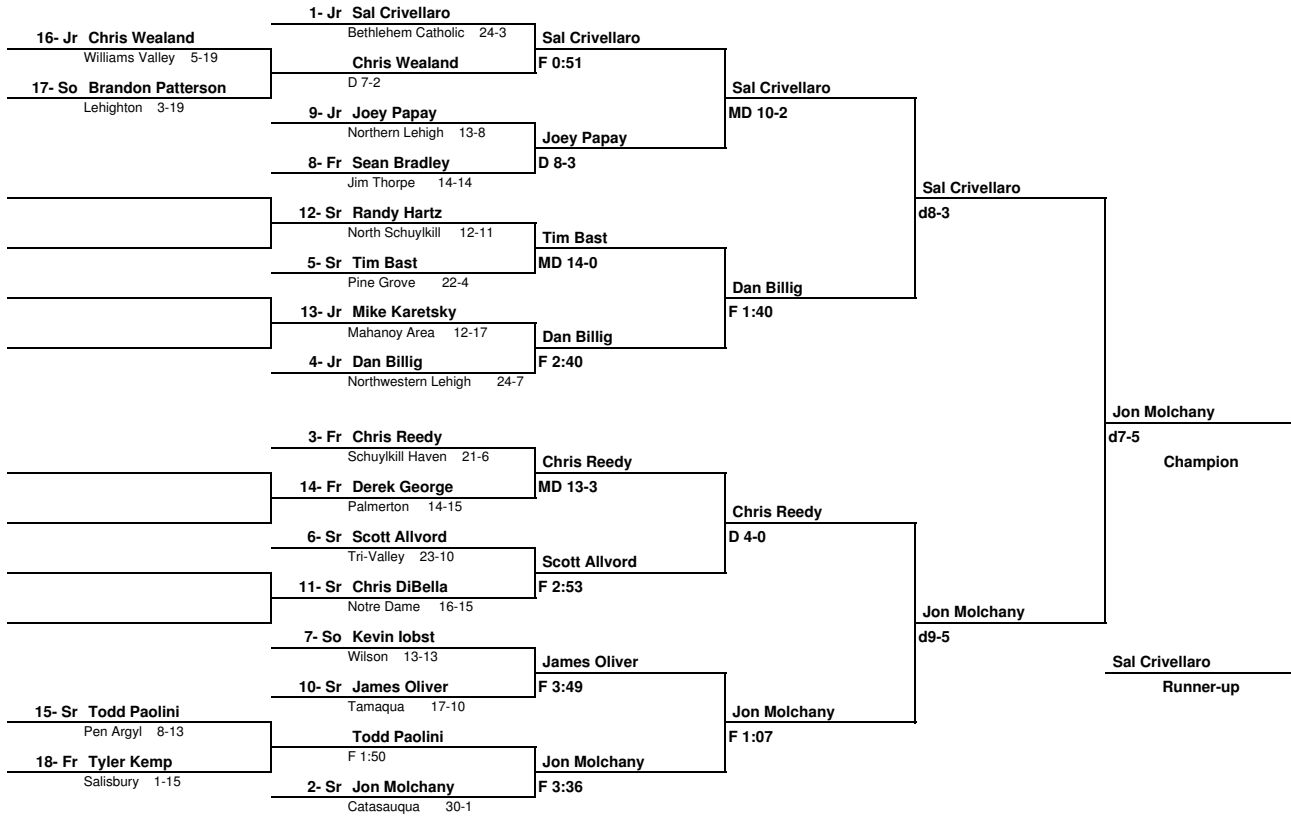 1- Jr Sal Crivellaro
Bethlehem Catholic 24-3
16- Jr Chris Wealand
Williams Valley 5-19
Sal Crivellaro
F 0:51
Chris Wealand
D 7-2
17- So Brandon Patterson
Lehighton 3-19
Sal Crivellaro
MD 10-2
9- Jr Joey Papay
Northern Lehigh 13-8
Joey Papay
D 8-3
8- Fr Sean Bradley
Jim Thorpe 14-14
Sal Crivellaro
d8-3
12- Sr Randy Hartz
North Schuylkill 12-11
Tim Bast
MD 14-0
5- Sr Tim Bast
Pine Grove 22-4
Dan Billig
F 1:40
13- Jr Mike Karetsky
Mahanoy Area 12-17
Dan Billig
F 2:40
4- Jr Dan Billig
Northwestern Lehigh 24-7
Jon Molchany
d7-5
Champion
3- Fr Chris Reedy
Schuylkill Haven 21-6
Chris Reedy
MD 13-3
14- Fr Derek George
Palmerton 14-15
Chris Reedy
D 4-0
6- Sr Scott Allvord
Tri-Valley 23-10
Scott Allvord
F 2:53
11- Sr Chris DiBella
Notre Dame 16-15
Jon Molchany
d9-5
7- So Kevin Iobst
Wilson 13-13
James Oliver
F 3:49
Sal Crivellaro
Runner-up
10- Sr James Oliver
Tamaqua 17-10
15- Sr Todd Paolini
Pen Argyl 8-13
Jon Molchany
F 1:07
Todd Paolini
F 1:50
18- Fr Tyler Kemp
Salisbury 1-15
Jon Molchany
F 3:36
2- Sr Jon Molchany
Catasauqua 30-1